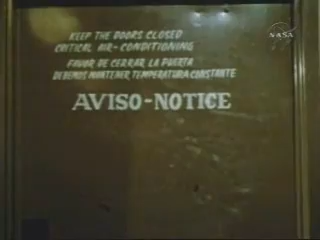 NASA
KEEP THE DOORS CLOSED
CRITICAL AIR-CONDITIONING
FAVOR DE CERRAR LA PUERTA
DEBEMOS MANTENER TEMPERATURA CONSTANTE
AVISO-NOTICE